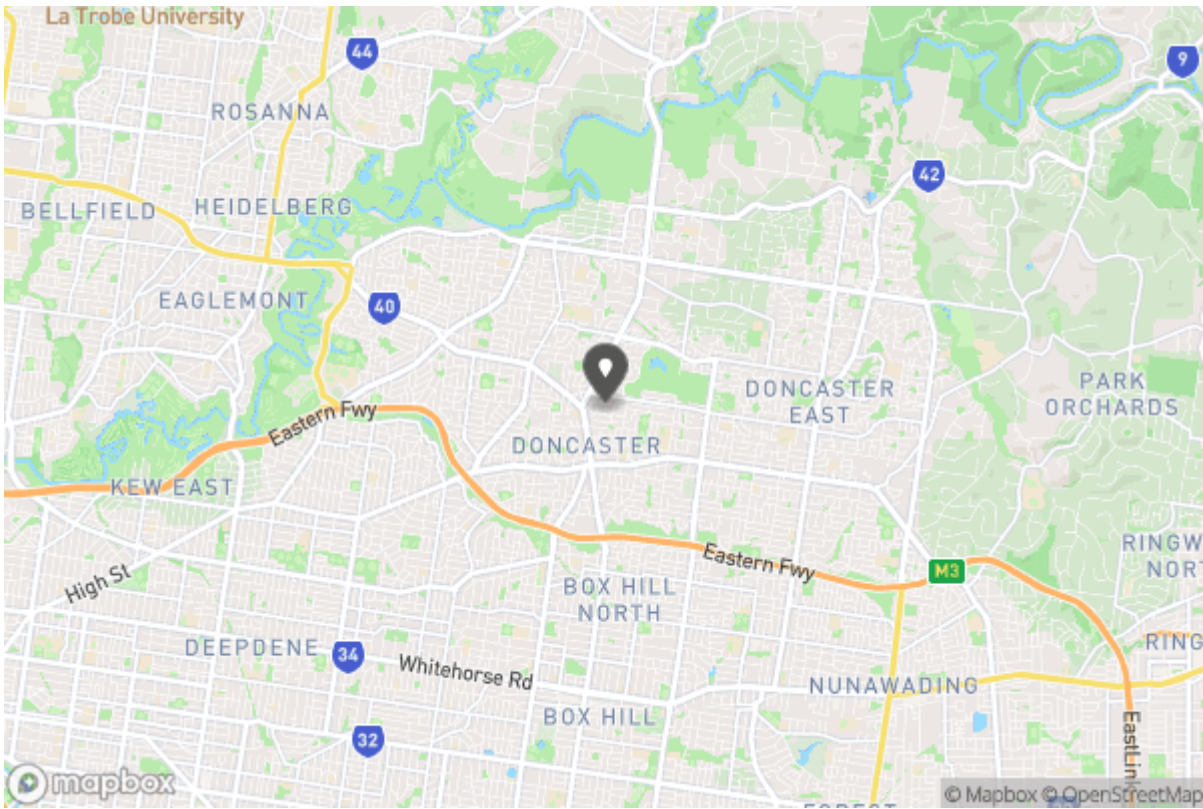 La Trobe University
44
9
ROSANNA
42
BELLFIELD
HEIDELBERG
EAGLEMONT
40
DONCASTER
EAST
PARK
ORCHARDS
Eastern Fwy
DONCASTER
KEW EAST
Eastern Fwy
M3
RINGW
NORT
High St
BOX HILL
NORTH
DEEPDENE
34
Whitehorse Rd
RING
NUNAWADING
BOX HILL
32
EastLink
mapbox
© Mapbox © OpenStreetMap
FOREST